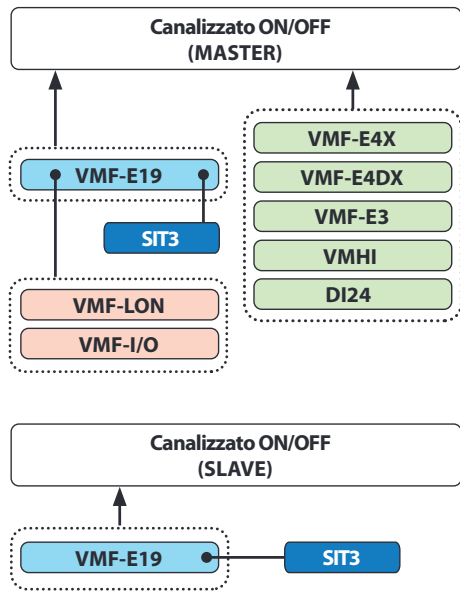 Canalizzato ON/OFF
(MASTER)
VMF-E19
SIT3
VMF-LON
VMF-I/O
VMF-E4X
VMF-E4DX
VMF-E3
VMHI
DI24
Canalizzato ON/OFF
(SLAVE)
VMF-E19
SIT3